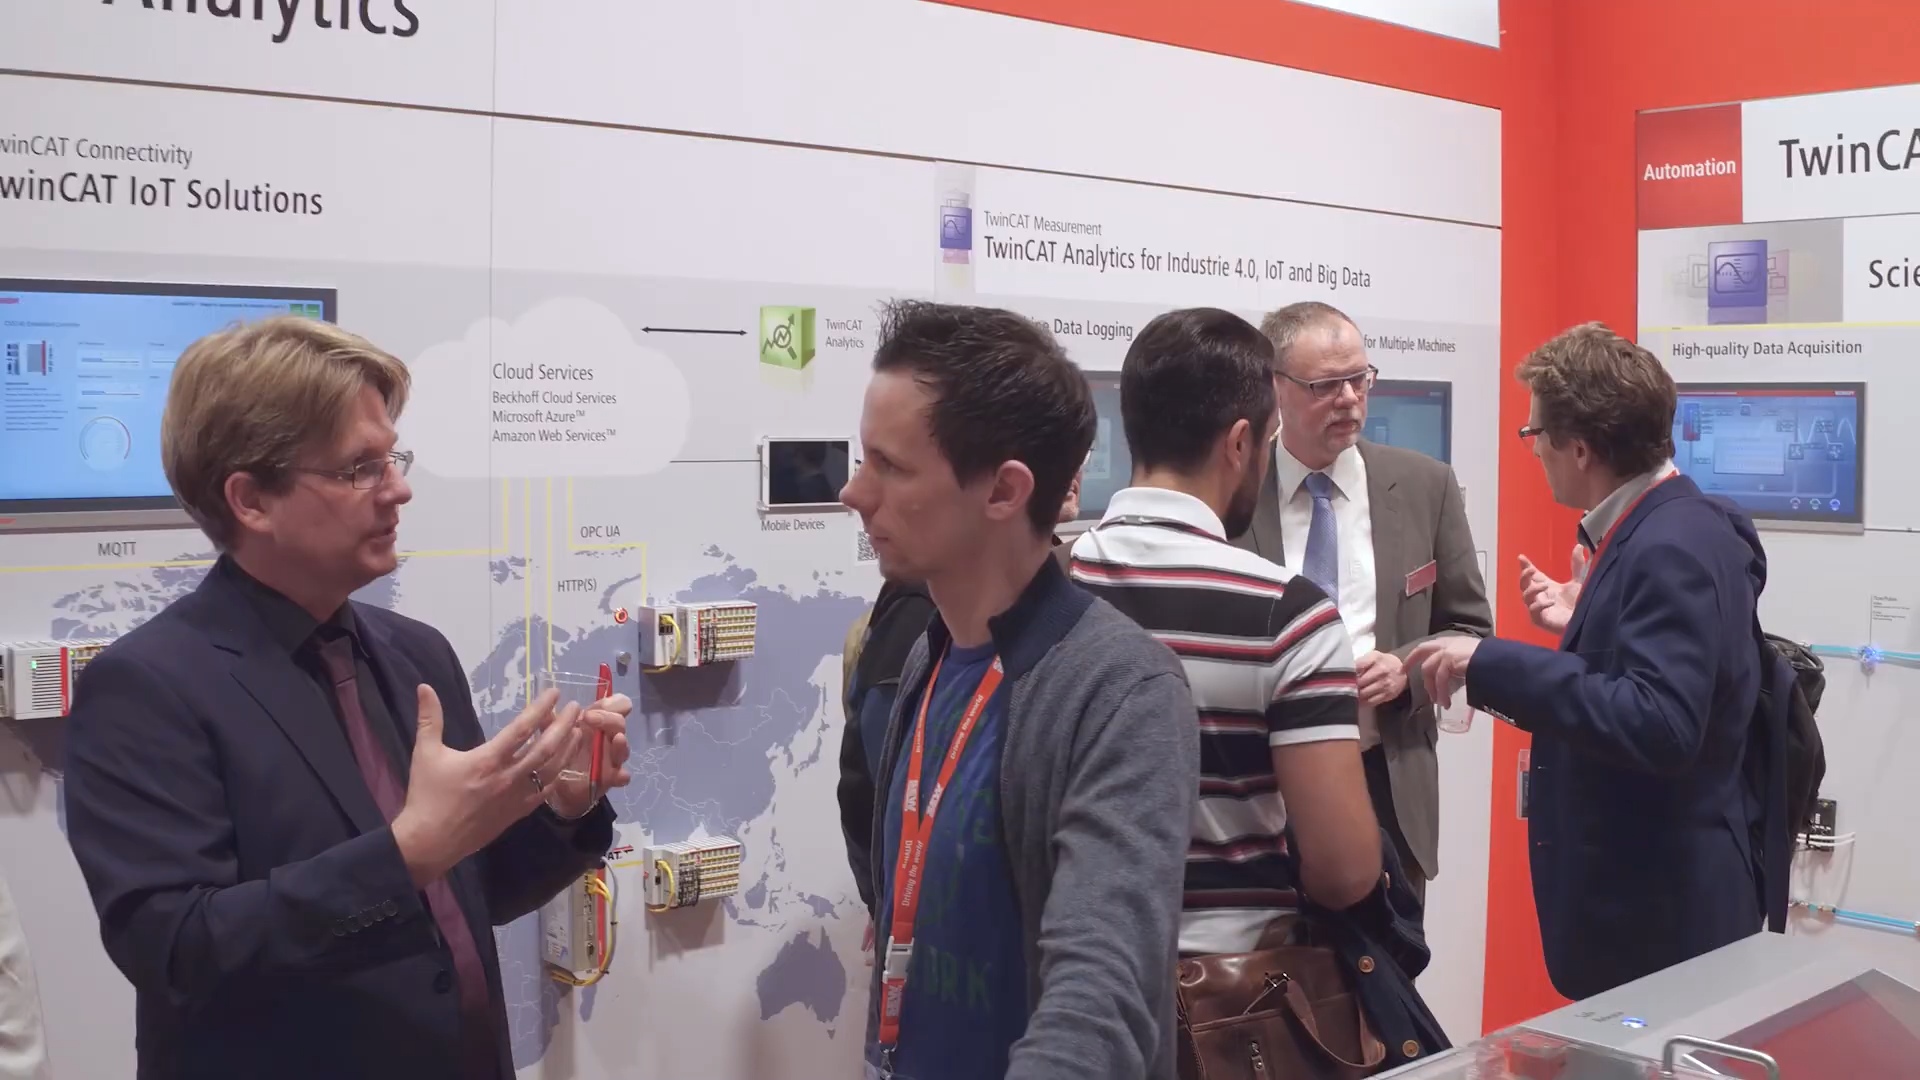 Analytics
winCAT Connectivity
winCAT IoT Solutions
TwinCAT Measurement
TwinCAT Analytics for Industrie 4.0, IoT and Big Data
Data Logging
for Multiple Machines
Cloud Services
Beckhoff Cloud Services
Microsoft Azure™
Amazon Web Services™
TwinCAT
Analytics
Mobile Devices
MQTT
OPC UA
HTTP(S)
Automation
TwinCA
Scie
High-quality Data Acquisition
Driving the world